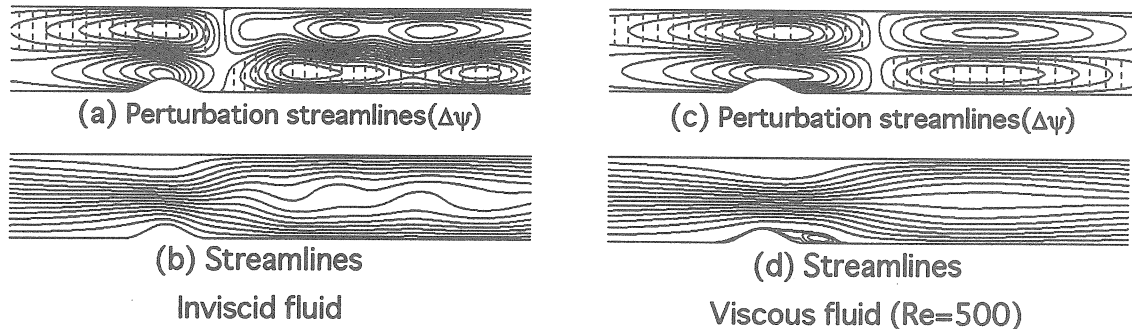 (a) Perturbation streamlines(Δψ)
(c) Perturbation streamlines(Δψ)
(b) Streamlines
(d) Streamlines
Inviscid fluid
Viscous fluid (Re=500)